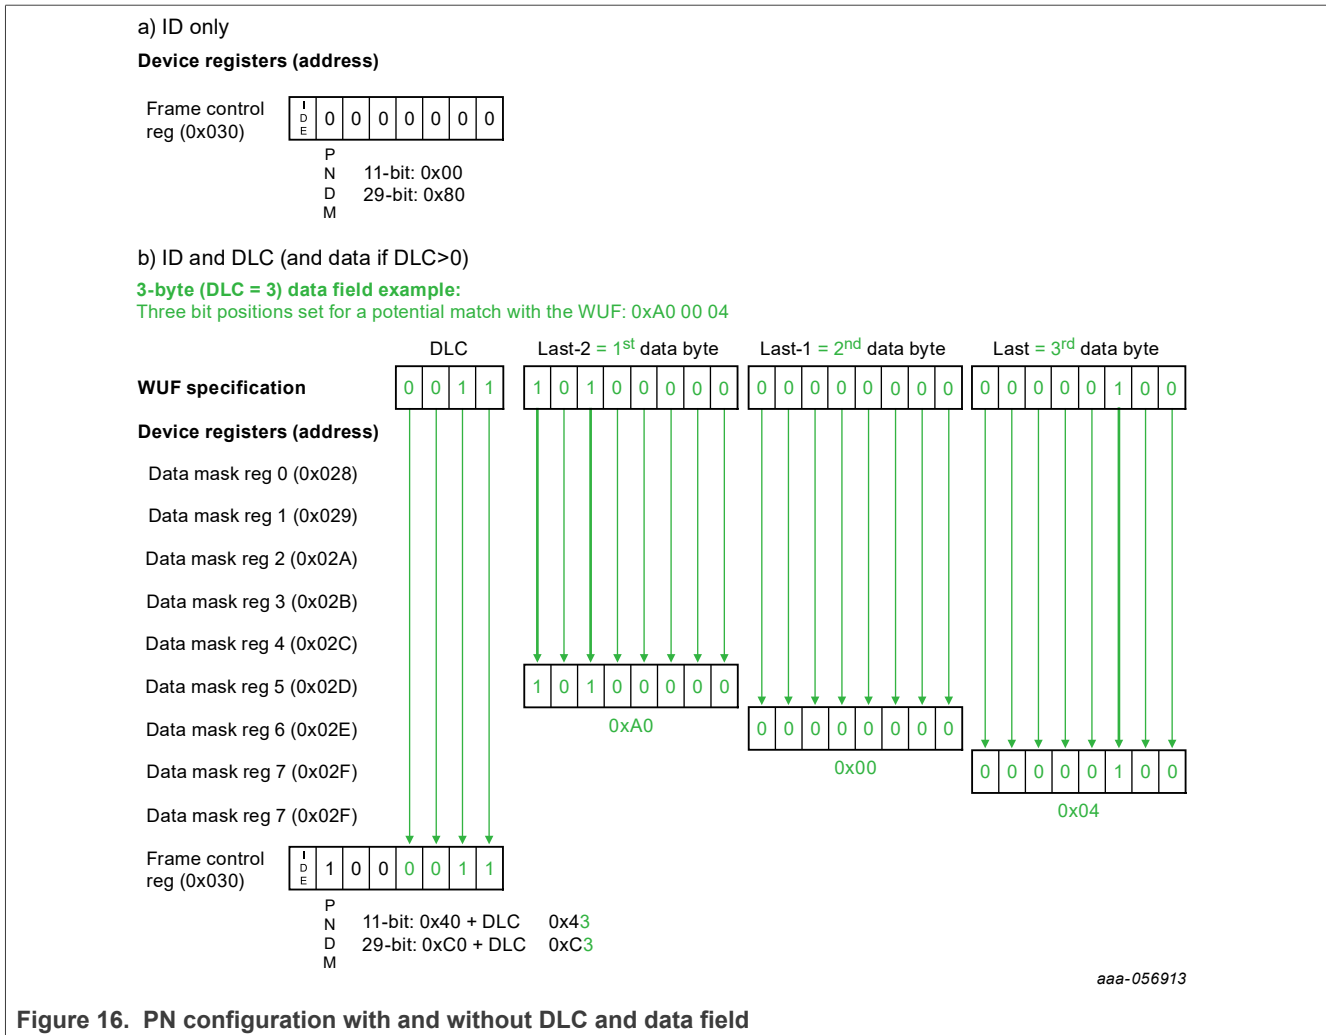 a) ID only
Device registers (address)
Frame control
reg (0x030)
IDE 0 0 0 0 0 0 0
PNDM
11-bit: 0x00
29-bit: 0x80
b) ID and DLC (and data if DLC>0)
3-byte (DLC = 3) data field example:
Three bit positions set for a potential match with the WUF: 0xA0 00 04
DLC Last-2 = 1st data byte Last-1 = 2nd data byte Last = 3rd data byte
WUF specification 0 0 1 1 1 0 1 0 0 0 0 0 0 0 0 0 0 0 0 0 0 0 0 0 0 1 0 0
Device registers (address)
Data mask reg 0 (0x028)
Data mask reg 1 (0x029)
Data mask reg 2 (0x02A)
Data mask reg 3 (0x02B)
Data mask reg 4 (0x02C)
Data mask reg 5 (0x02D) 1 0 1 0 0 0 0 0
0xA0
Data mask reg 6 (0x02E) 0 0 0 0 0 0 0 0
0x00
Data mask reg 7 (0x02F) 0 0 0 0 0 1 0 0
0x04
Data mask reg 7 (0x02F)
Frame control
reg (0x030)
IDE 1 0 0 0 0 1 1
PNDM
11-bit: 0x40 + DLC 0x43
29-bit: 0xC0 + DLC 0xC3
aaa-056913
Figure 16. PN configuration with and without DLC and data field